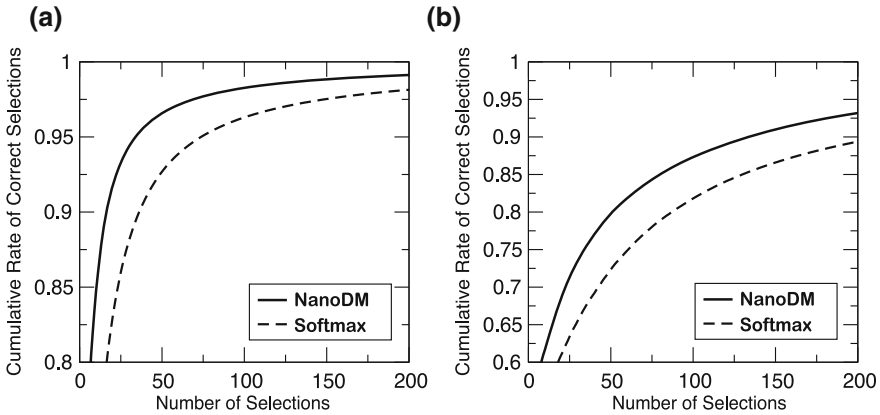 (a)
Cumulative Rate of Correct Selections
1
0.95
0.9
0.85
0.8
0
50
100
150
200
Number of Selections
NanoDM
Softmax
(b)
Cumulative Rate of Correct Selections
1
0.95
0.9
0.85
0.8
0.75
0.7
0.65
0.6
0
50
100
150
200
Number of Selections
NanoDM
Softmax